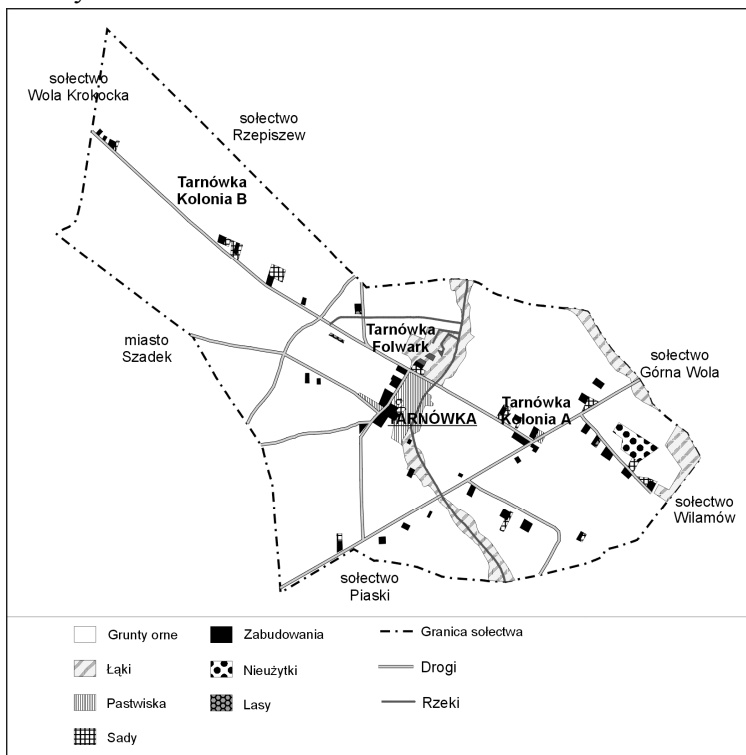 sołectwo
Wola Krokocka
sołectwo
Rzepiszew
Tarnówka
Kolonia B
miasto
Szadek
Tarnówka
Folwark
sołectwo
Górna Wola
Tarnówka
Kolonia A
TARNÓWKA
sołectwo
Wilamów
sołectwo
Piaski
Grunty orne
Zabudowania
Granica sołectwa
Łąki
Nieużytki
Drogi
Pastwiska
Lasy
Rzeki
Sady